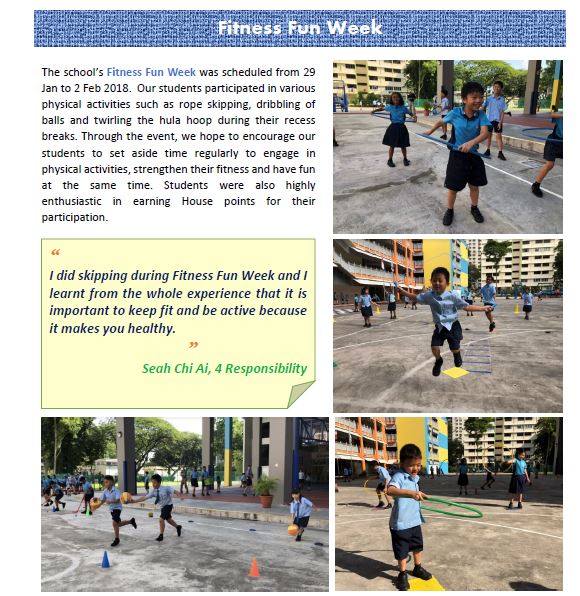 Fitness Fun Week
The school's Fitness Fun Week was scheduled from 29
Jan to 2 Feb 2018. Our students participated in various
physical activities such as rope skipping, dribbling of
balls and twirling the hula hoop during their recess
breaks. Through the event, we hope to encourage our
students to set aside time regularly to engage in
physical activities, strengthen their fitness and have fun
at the same time. Students were also highly
enthusiastic in earning House points for their
participation.
“
I did skipping during Fitness Fun Week and I
learnt from the whole experience that it is
important to keep fit and be active because
it makes you healthy.
”
Seah Chi Ai, 4 Responsibility